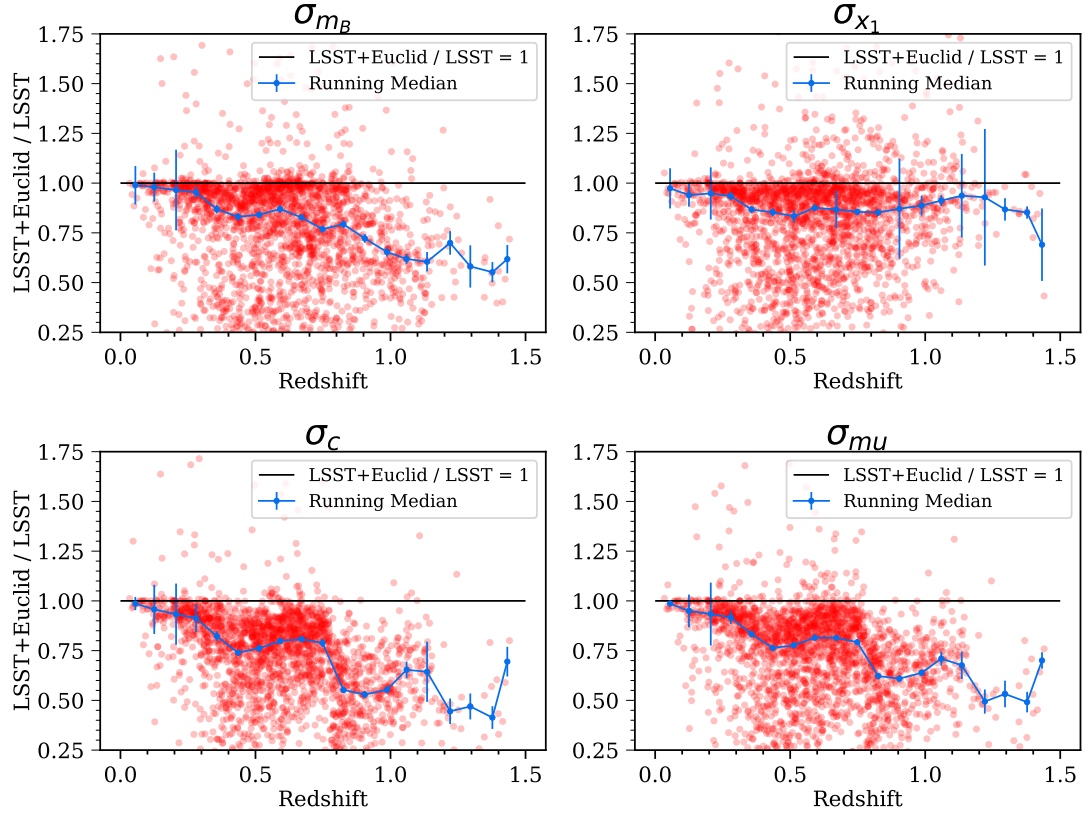 σ_{m_B}
1.75
1.50
1.25
1.00
0.75
0.50
0.25
LSST+Euclid / LSST
LSST+Euclid / LSST = 1
Running Median
0.0 0.5 1.0 1.5
Redshift
σ_{x_1}
1.75
1.50
1.25
1.00
0.75
0.50
0.25
LSST+Euclid / LSST = 1
Running Median
0.0 0.5 1.0 1.5
Redshift
σ_c
1.75
1.50
1.25
1.00
0.75
0.50
0.25
LSST+Euclid / LSST
LSST+Euclid / LSST = 1
Running Median
0.0 0.5 1.0 1.5
Redshift
σ_{mu}
1.75
1.50
1.25
1.00
0.75
0.50
0.25
LSST+Euclid / LSST = 1
Running Median
0.0 0.5 1.0 1.5
Redshift